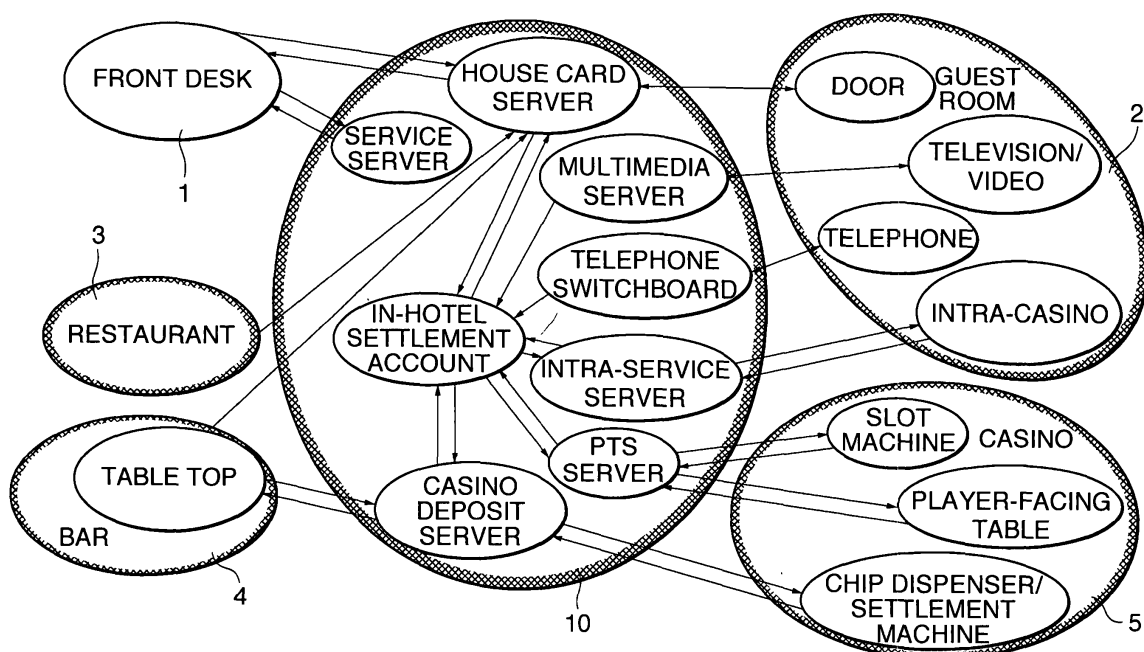 FRONT DESK
1
HOUSE CARD
SERVER
SERVICE
SERVER
MULTIMEDIA
SERVER
TELEPHONE
SWITCHBOARD
IN-HOTEL
SETTLEMENT
ACCOUNT
INTRA-SERVICE
SERVER
PTS
SERVER
CASINO
DEPOSIT
SERVER
10
DOOR
GUEST
ROOM
2
TELEVISION/
VIDEO
TELEPHONE
INTRA-CASINO
3
RESTAURANT
TABLE TOP
BAR
4
SLOT
MACHINE
CASINO
PLAYER-FACING
TABLE
CHIP DISPENSER/
SETTLEMENT
MACHINE
5